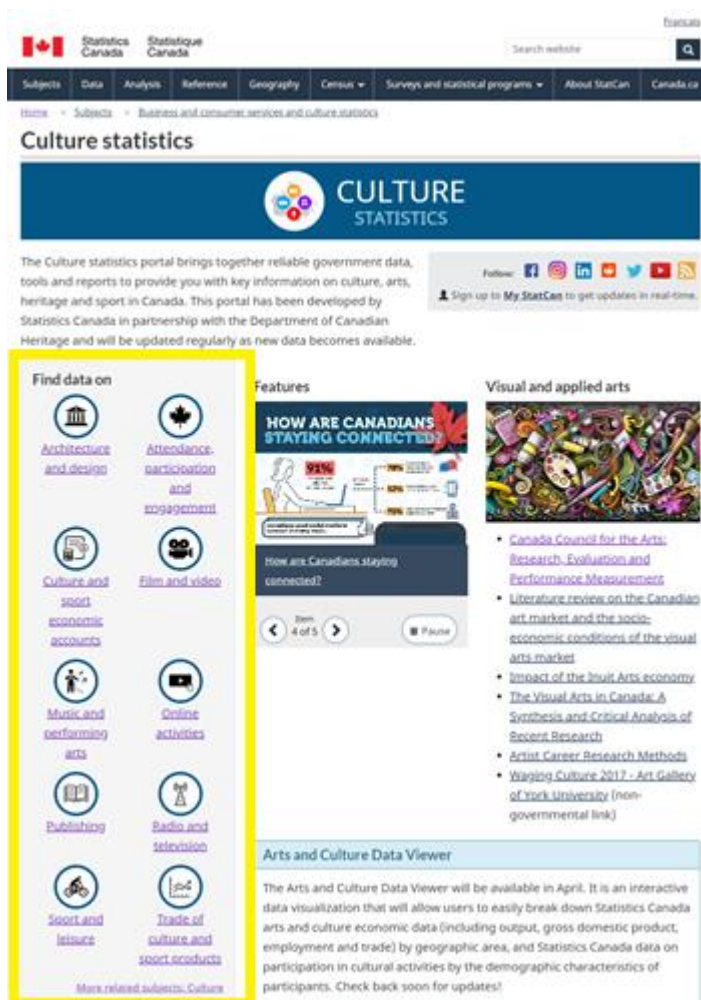 Français
Statistics Statistique
Canada Canada
Search website
Subjects Data Analysis Reference Geography Census Surveys and statistical programs About StatCan Canada.ca
Home > Subjects > Business and consumer services and culture statistics
Culture statistics
CULTURE
STATISTICS
The Culture statistics portal brings together reliable government data,
tools and reports to provide you with key information on culture, arts,
heritage and sport in Canada. This portal has been developed by
Statistics Canada in partnership with the Department of Canadian
Heritage and will be updated regularly as new data becomes available.
Follow:
Sign up to My StatCan to get updates in real-time.
Find data on
Architecture
and design
Attendance,
participation
and
engagement
Culture and
sport
economic
accounts
Film and video
Music and
performing
arts
Online
activities
Publishing
Radio and
television
Sport and
leisure
Trade of
culture and
sport products
More related subjects: Culture
Features
HOW ARE CANADIANS
STAYING CONNECTED?
91%
How are Canadians staying
connected?
Item
4 of 5
Pause
Visual and applied arts
• Canada Council for the Arts:
Research, Evaluation and
Performance Measurement
• Literature review on the Canadian
art market and the socio-
economic conditions of the visual
arts market
• Impact of the Inuit Arts economy
• The Visual Arts in Canada: A
Synthesis and Critical Analysis of
Recent Research
• Artist Career Research Methods
• Waging Culture 2017 - Art Gallery
of York University (non-
governmental link)
Arts and Culture Data Viewer
The Arts and Culture Data Viewer will be available in April. It is an interactive
data visualization that will allow users to easily break down Statistics Canada
arts and culture economic data (including output, gross domestic product,
employment and trade) by geographic area, and Statistics Canada data on
participation in cultural activities by the demographic characteristics of
participants. Check back soon for updates!